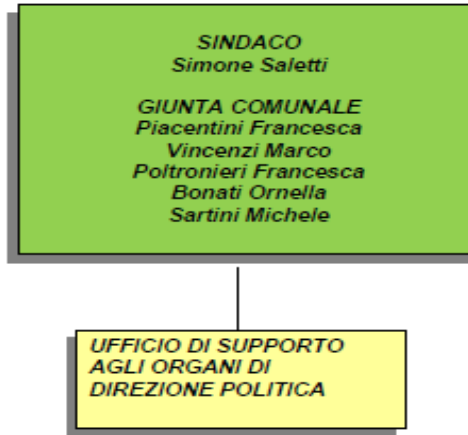 SINDACO
Simone Saletti
GIUNTA COMUNALE
Piacentini Francesca
Vincenzi Marco
Poltronieri Francesca
Bonati Ornella
Sartini Michele
UFFICIO DI SUPPORTO
AGLI ORGANI DI
DIREZIONE POLITICA